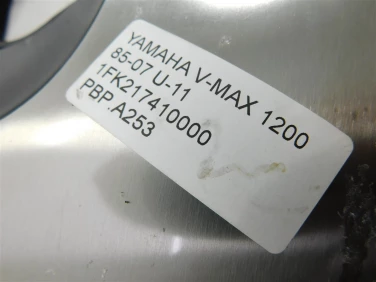 YAMAHA V-MAX 1200
85-07 U-11
1FK217410000
PBP.A253